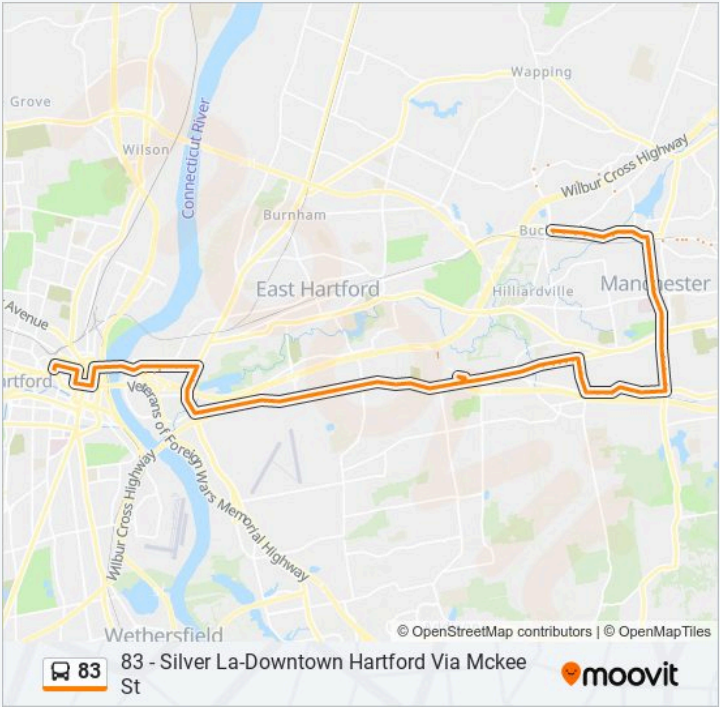 Wapping
Grove
Wilson
Connecticut River
Wilbur Cross Highway
Burnham
Buc
East Hartford
Hilliardville
Manchester
Avenue
artford
Veterans of Foreign Wars Memorial Highway
Wilbur Cross Highway
Wethersfield
© OpenStreetMap contributors | © OpenMapTiles
83
83 - Silver La-Downtown Hartford Via Mckee
St
moovit